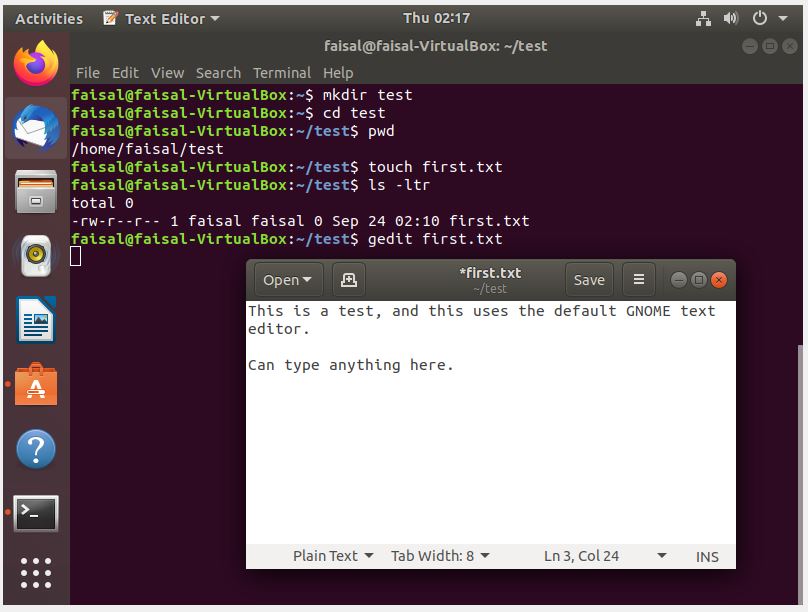 Activities Text Editor Thu 02:17
faisal@faisal-VirtualBox: ~/test
File Edit View Search Terminal Help
faisal@faisal-VirtualBox:~$ mkdir test
faisal@faisal-VirtualBox:~$ cd test
faisal@faisal-VirtualBox:~/test$ pwd
/home/faisal/test
faisal@faisal-VirtualBox:~/test$ touch first.txt
faisal@faisal-VirtualBox:~/test$ ls -ltr
total 0
-rw-r--r-- 1 faisal faisal 0 Sep 24 02:10 first.txt
faisal@faisal-VirtualBox:~/test$ gedit first.txt
Open *first.txt Save
~/test
This is a test, and this uses the default GNOME text
editor.
Can type anything here.
Plain Text Tab Width: 8 Ln 3, Col 24 INS